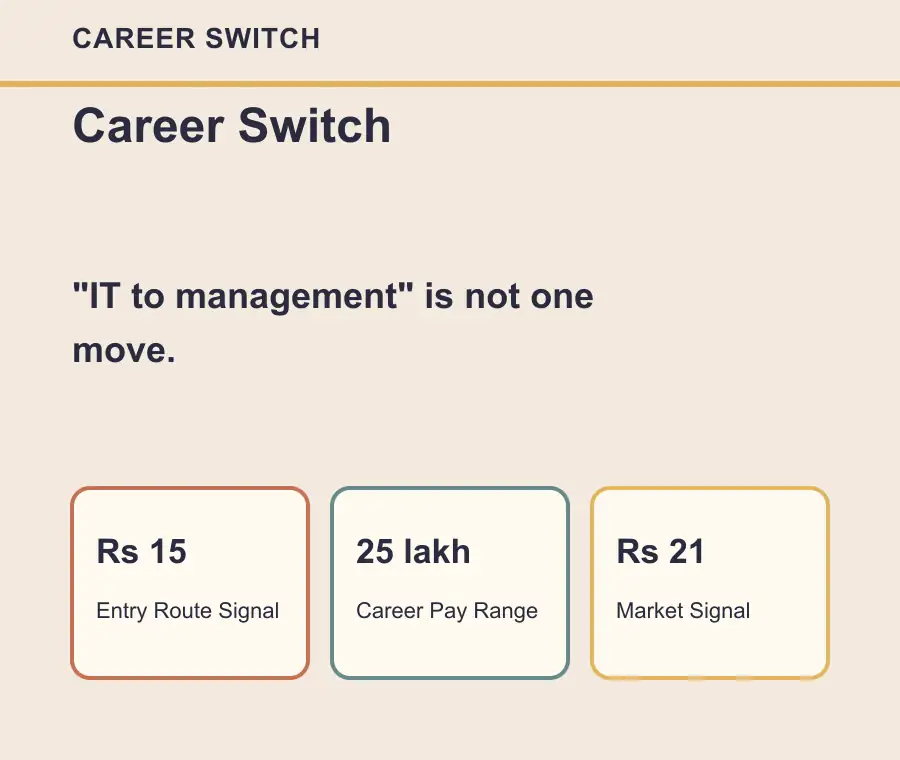 CAREER SWITCH
Career Switch
"IT to management" is not one
move.
Rs 15
Entry Route Signal
25 lakh
Career Pay Range
Rs 21
Market Signal